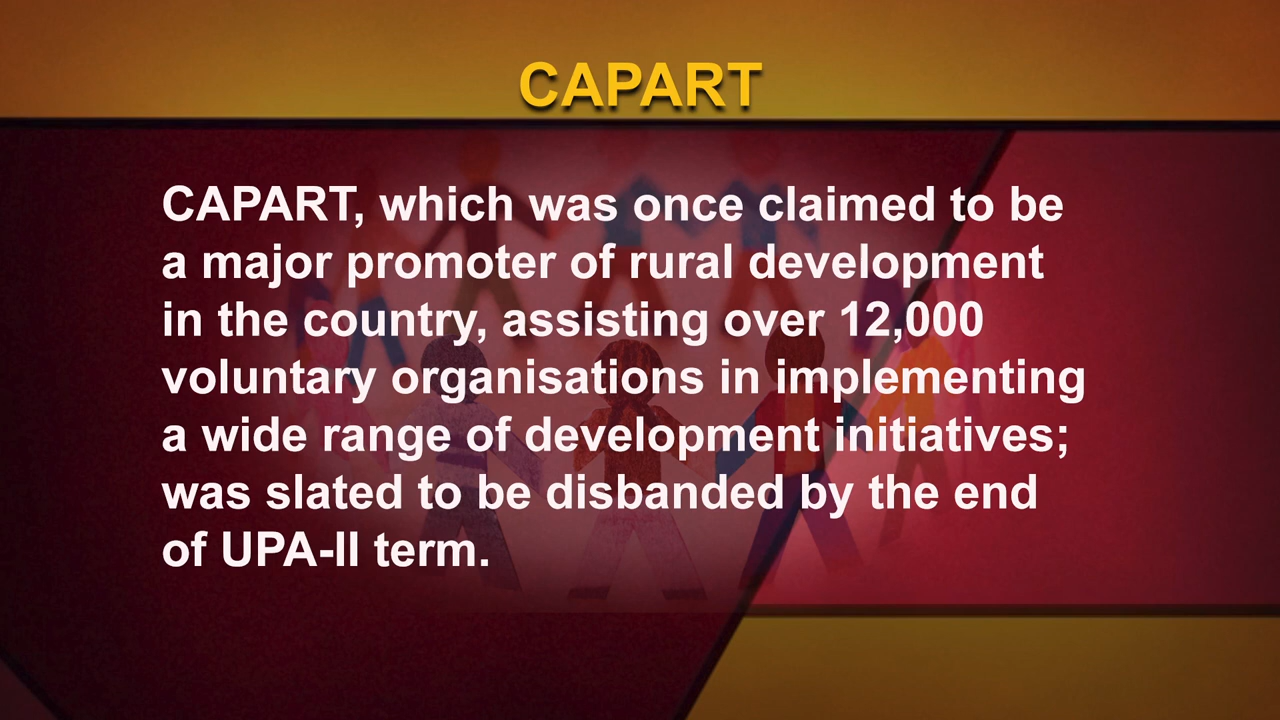 CAPART
CAPART, which was once claimed to be
a major promoter of rural development
in the country, assisting over 12,000
voluntary organisations in implementing
a wide range of development initiatives;
was slated to be disbanded by the end
of UPA-II term.